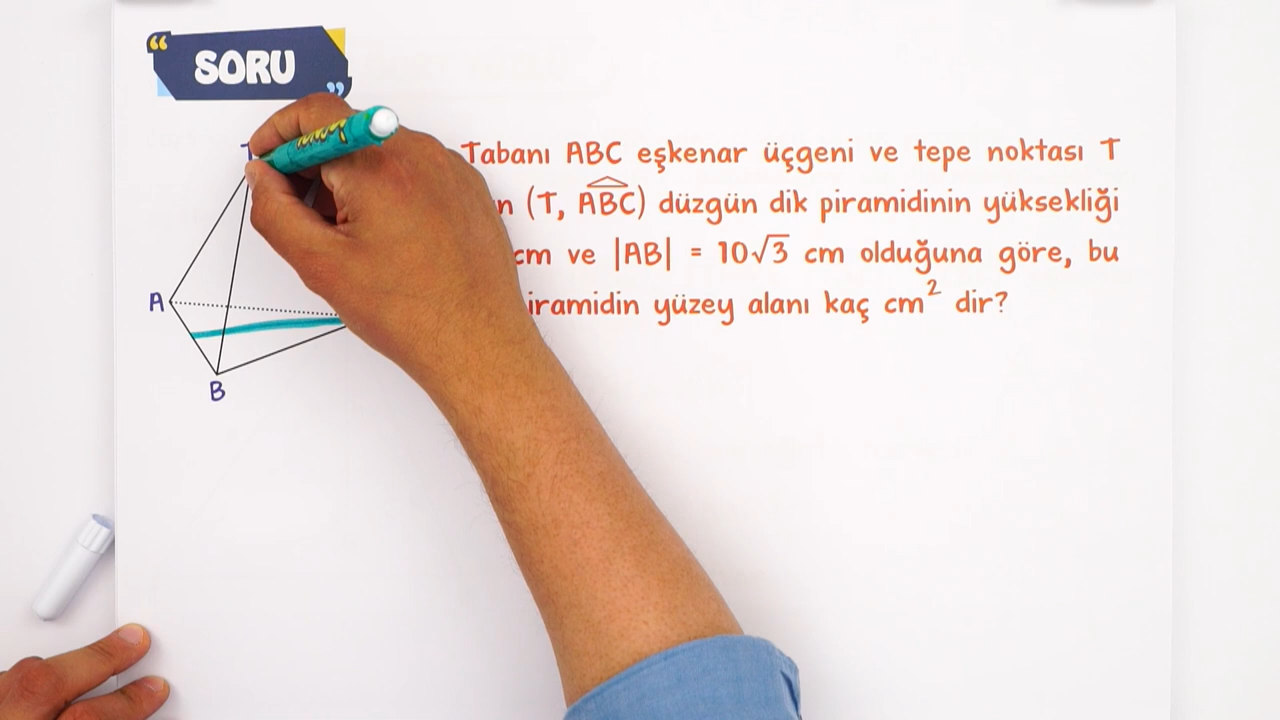 SORU
Tabanı ABC eşkenar üçgeni ve tepe noktası T
(T, ABC) düzgün dik piramidinin yüksekliği
cm ve |AB| = 10√3 cm olduğuna göre, bu
yüzey alanı kaç cm² dir?
A
B